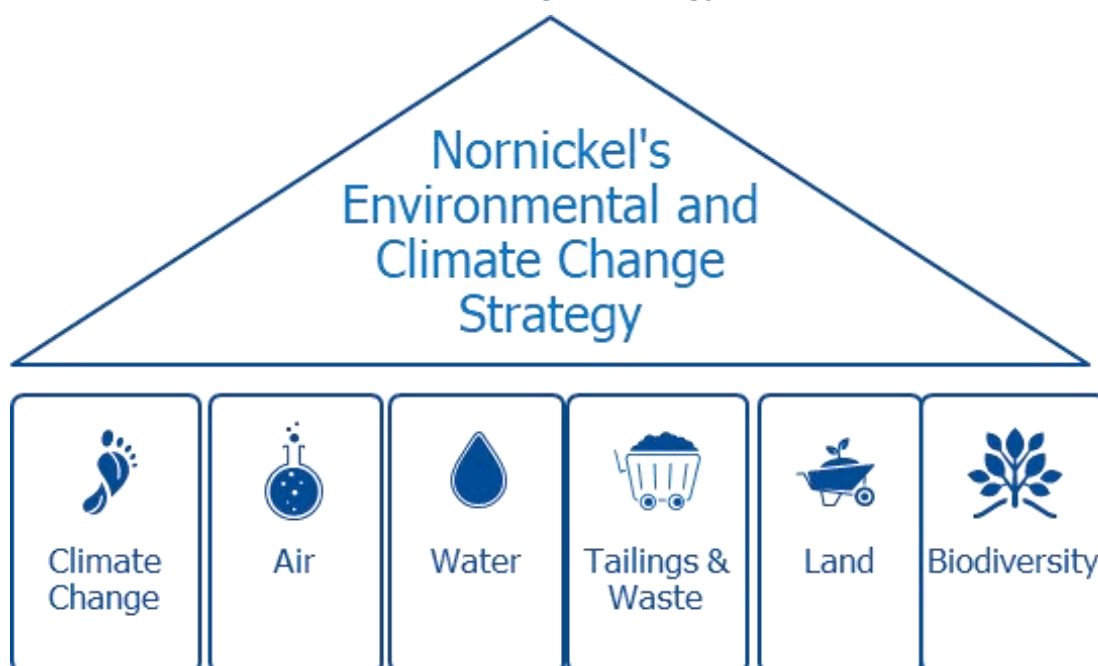 Nornickel's
Environmental and
Climate Change
Strategy
Climate
Change
Air
Water
Tailings &
Waste
Land
Biodiversity